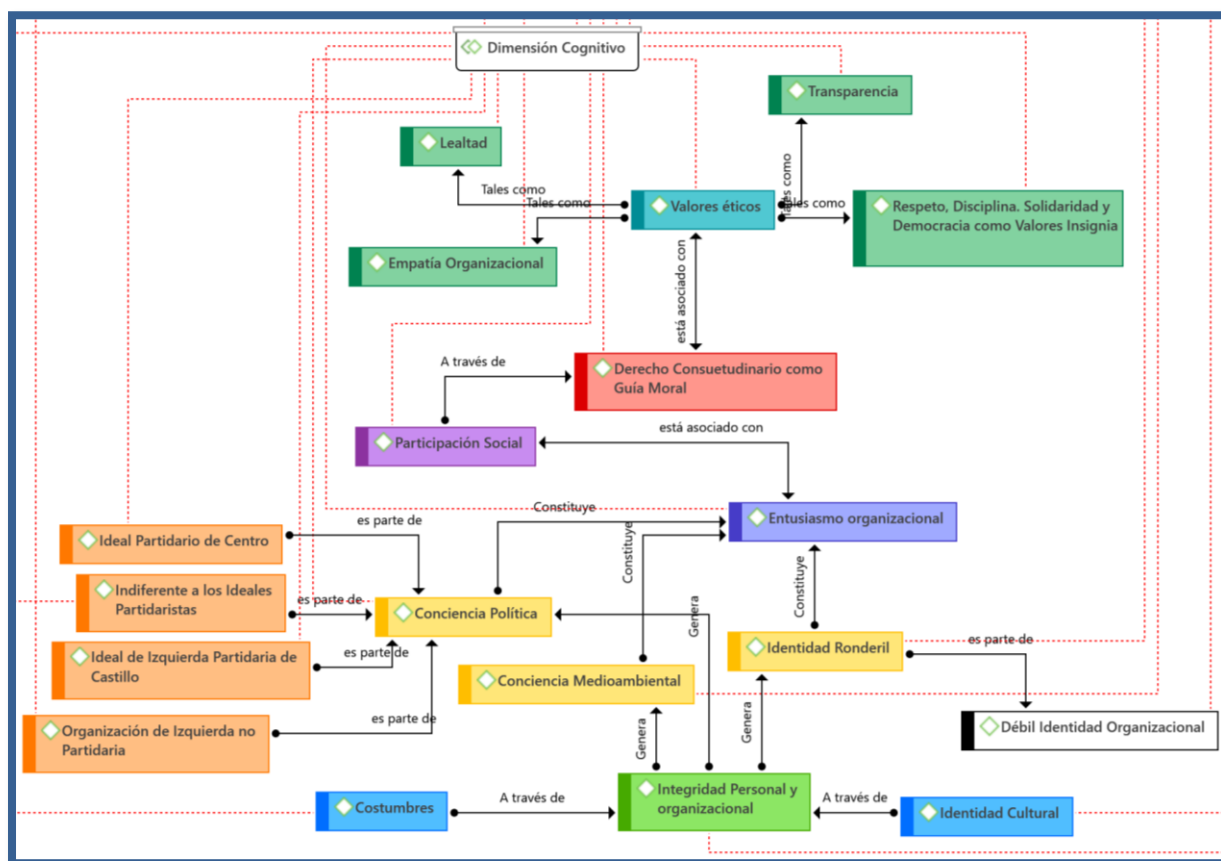 Dimensión Cognitivo
Transparencia
Lealtad
Tales como
Tales como
Tales como
Tales como
Valores éticos
Respeto, Disciplina. Solidaridad y
Democracia como Valores Insignia
Empatía Organizacional
está asociado con
A través de
Derecho Consuetudinario como
Guía Moral
Participación Social
está asociado con
Constituye
Entusiasmo organizacional
es parte de
Ideal Partidario de Centro
Constituye
Constituye
Indiferente a los Ideales
Partidaristas
es parte de
Conciencia Política
Genera
Ideal de Izquierda Partidaria de
Castillo
es parte de
Identidad Ronderil
es parte de
Conciencia Medioambiental
Organización de Izquierda no
Partidaria
es parte de
Genera
Genera
Débil Identidad Organizacional
Costumbres
A través de
Integridad Personal y
organizacional
A través de
Identidad Cultural